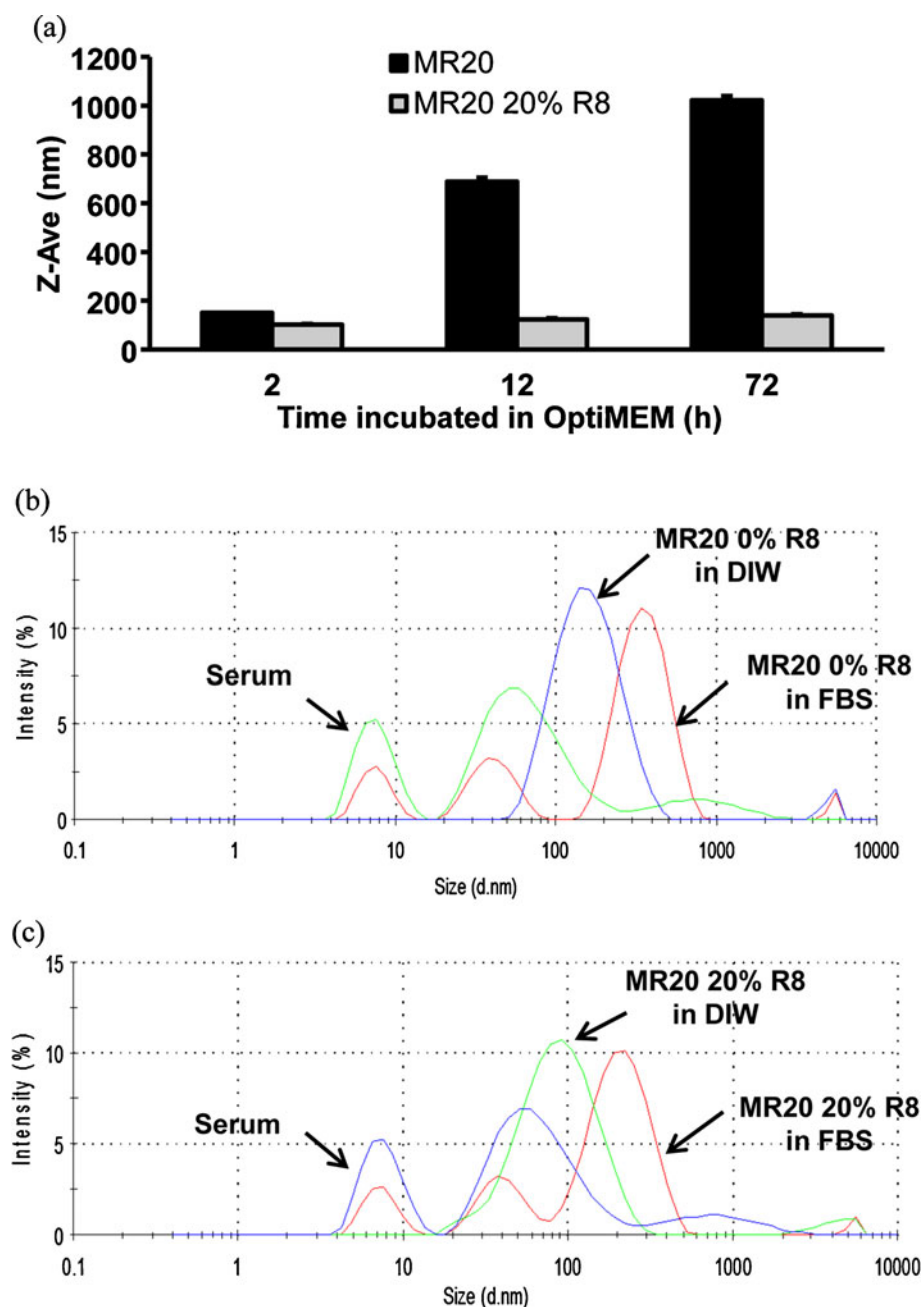 (a)
1200
1000
800
600
400
200
0
Z-Ave (nm)
MR20
MR20 20% R8
2 12 72
Time incubated in OptiMEM (h)
(b)
15
10
5
0
Intensity (%)
MR20 0% R8
in DIW
Serum
MR20 0% R8
in FBS
0.1 1 10 100 1000 10000
Size (d.nm)
(c)
15
10
5
0
Intensity (%)
MR20 20% R8
in DIW
Serum
MR20 20% R8
in FBS
0.1 1 10 100 1000 10000
Size (d.nm)